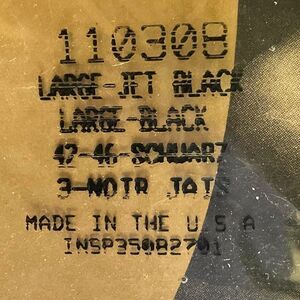 110308
LARGE-JET BLACK
LARGE-BLACK
42-46-SCHWARZ
3-NOIR JAIS
MADE IN THE U S A
INSP35082701